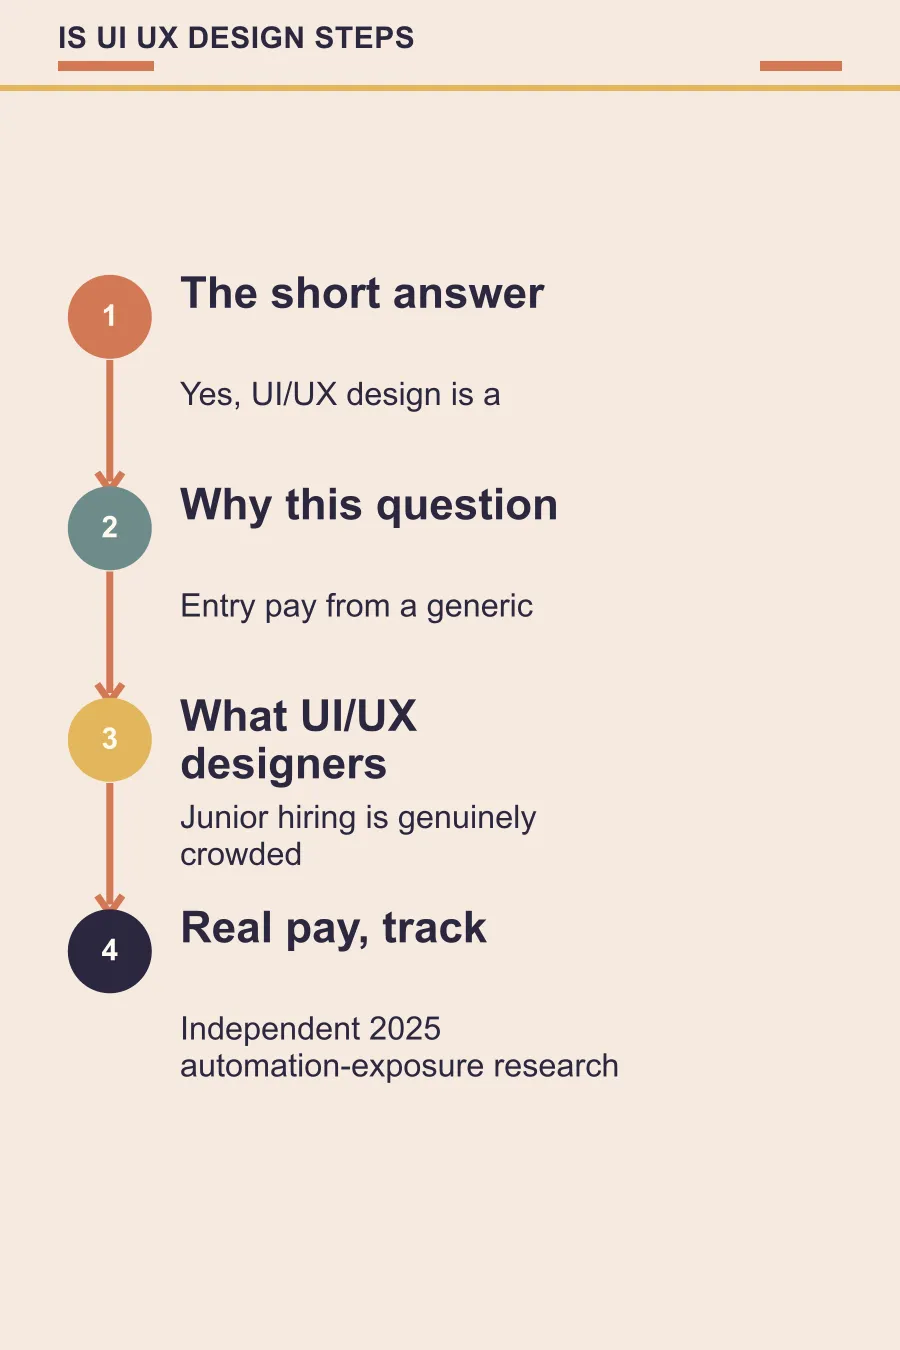 IS UI UX DESIGN STEPS
1
The short answer
Yes, UI/UX design is a
2
Why this question
Entry pay from a generic
3
What UI/UX
designers
Junior hiring is genuinely
crowded
4
Real pay, track
Independent 2025
automation-exposure research